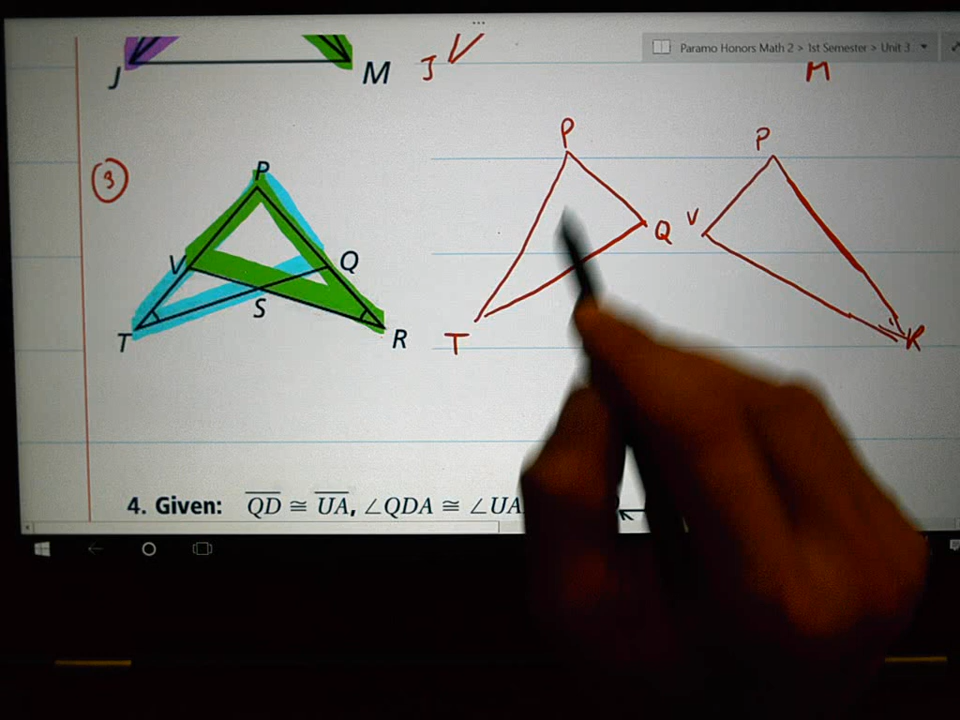 ...
Paramo Honors Math 2 > 1st Semester > Unit 3
J M J M
3
P
V Q
S
T R
P
Q
T
P
V
R
4. Given: QD ≅ UA, ∠QDA ≅ ∠UA